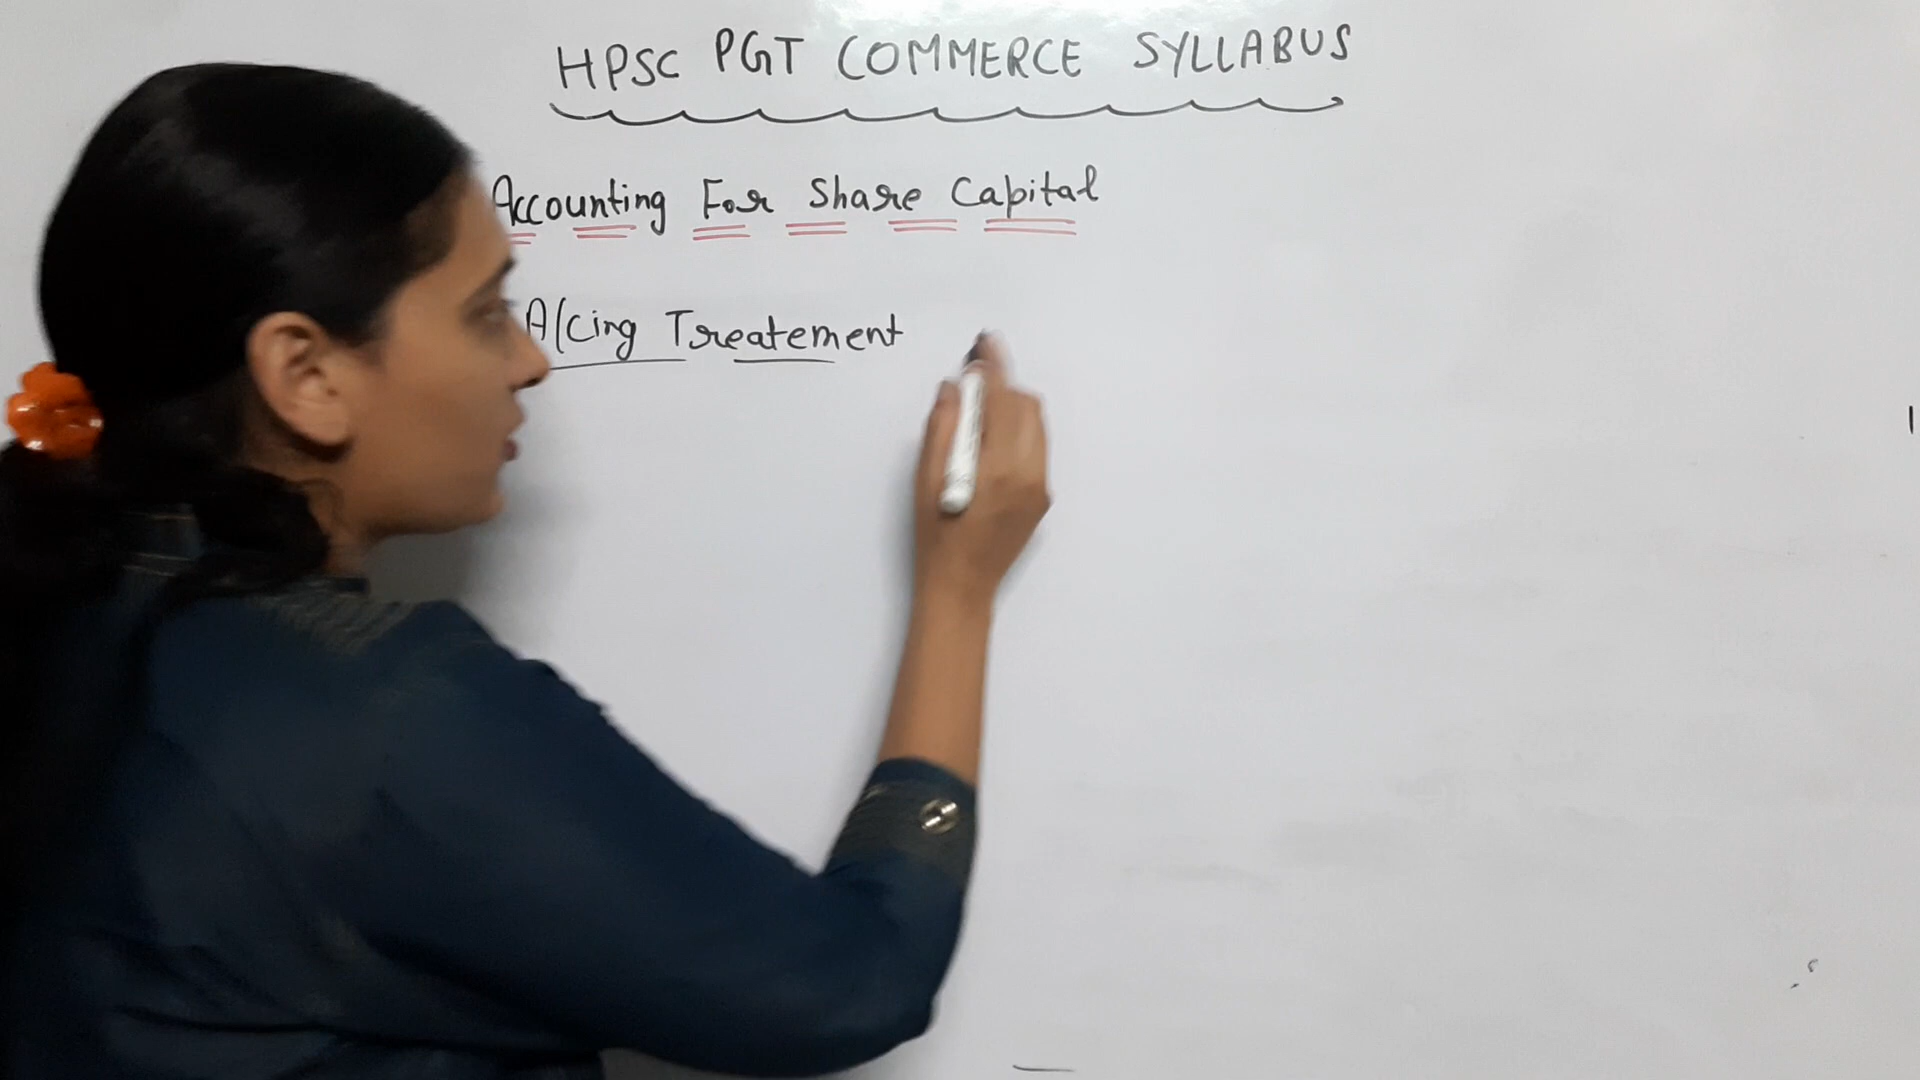 HPSC PGT COMMERCE SYLLABUS
Accounting For Share Capital
A/Cing Treatement